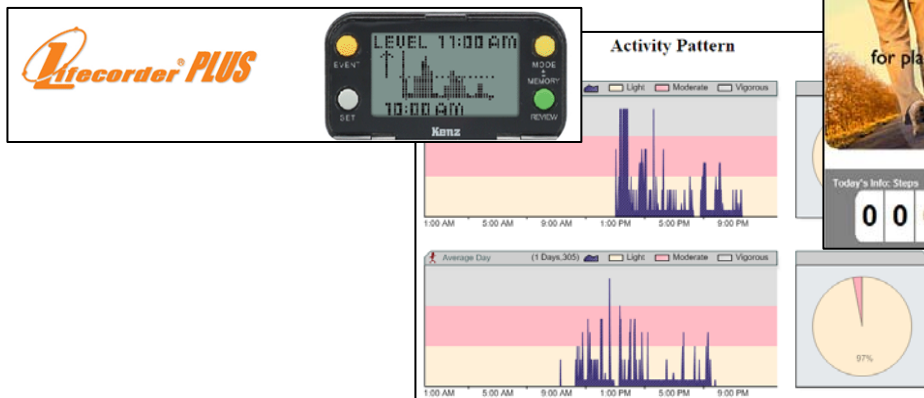 Lifecorder® PLUS
LEVEL 11:00 AM
EVENT
MODE
MEMORY
SET
REVIEW
10:00 AM
Kenz
Activity Pattern
Light Moderate Vigorous
1:00 AM 5:00 AM 9:00 AM 1:00 PM 5:00 PM 9:00 PM
for pla
Today's Info: Steps
0 0
Average Day (1 Days,305) Light Moderate Vigorous
97%
1:00 AM 5:00 AM 9:00 AM 1:00 PM 5:00 PM 9:00 PM